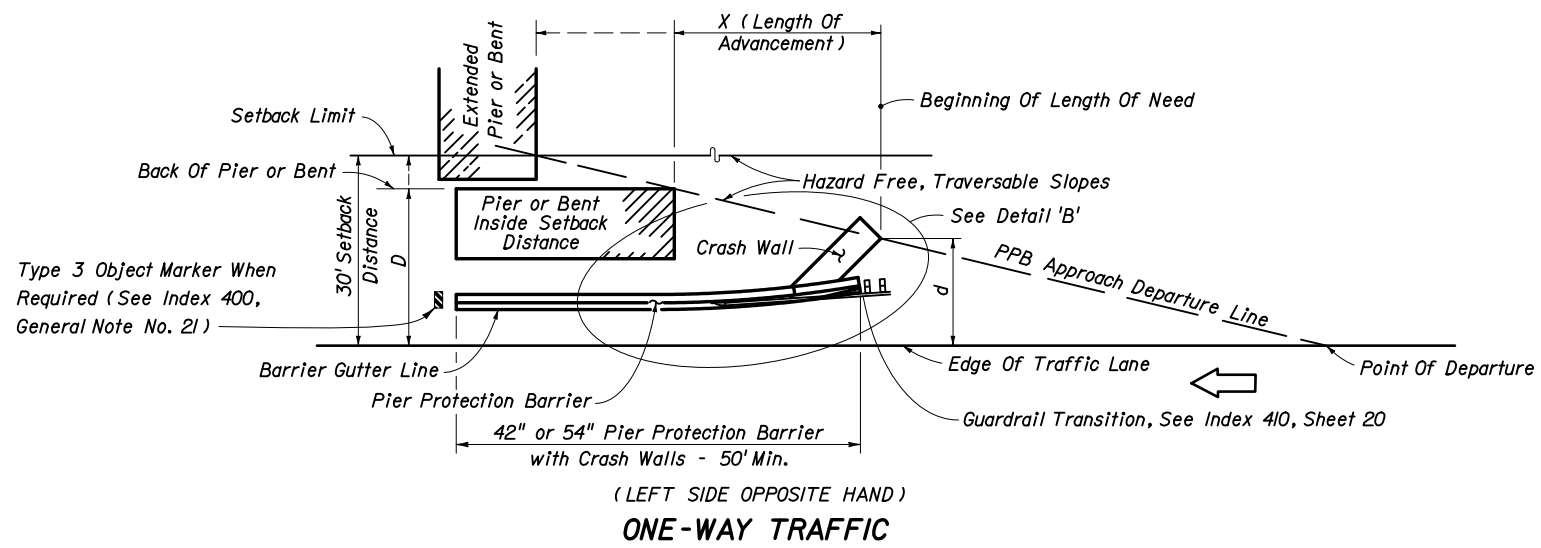 X (Length Of
Advancement)
Extended
Pier or Bent
Beginning Of Length Of Need
Setback Limit
Back Of Pier or Bent
Hazard Free, Traversable Slopes
Pier or Bent
Inside Setback
Distance
See Detail 'B'
Crash Wall
30' Setback
Distance
D
d
PPB Approach Departure Line
Type 3 Object Marker When
Required (See Index 400,
General Note No. 21)
Barrier Gutter Line
Edge Of Traffic Lane
Point Of Departure
Pier Protection Barrier
Guardrail Transition, See Index 410, Sheet 20
42" or 54" Pier Protection Barrier
with Crash Walls - 50' Min.
(LEFT SIDE OPPOSITE HAND)
ONE-WAY TRAFFIC